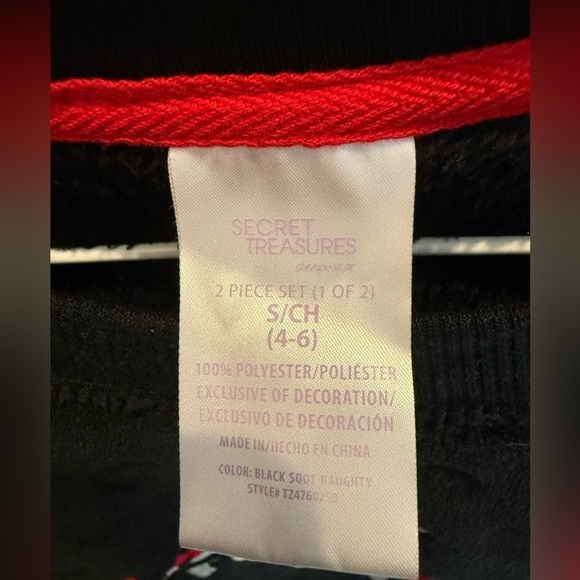 SECRET
TREASURES
sleepwear
2 PIECE SET (1 OF 2)
S/CH
(4-6)
100% POLYESTER/POLIÉSTER
EXCLUSIVE OF DECORATION/
EXCLUSIVO DE DECORACIÓN
MADE IN/HECHO EN CHINA
COLOR: BLACK SOOT NAUGHTY
STYLE#